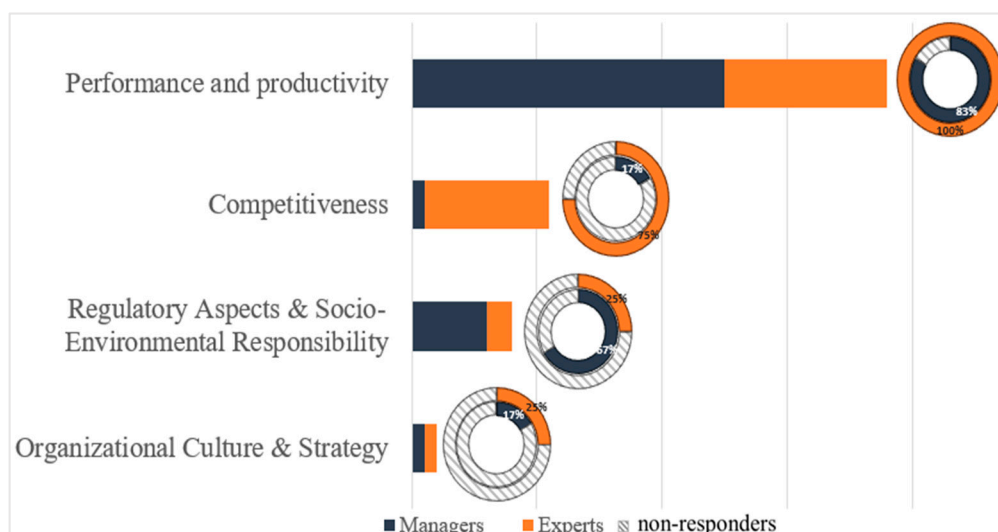 Performance and productivity
83%
100%
Competitiveness
17%
75%
Regulatory Aspects & Socio-
Environmental Responsibility
25%
67%
Organizational Culture & Strategy
25%
17%
Managers Experts non-responders